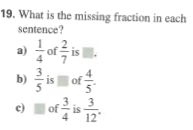 19. What is the missing fraction in each
sentence?
a) 1/4 of 2/7 is □.
b) 3/5 is □ of 4/5.
c) □ of 3/4 is 3/12.